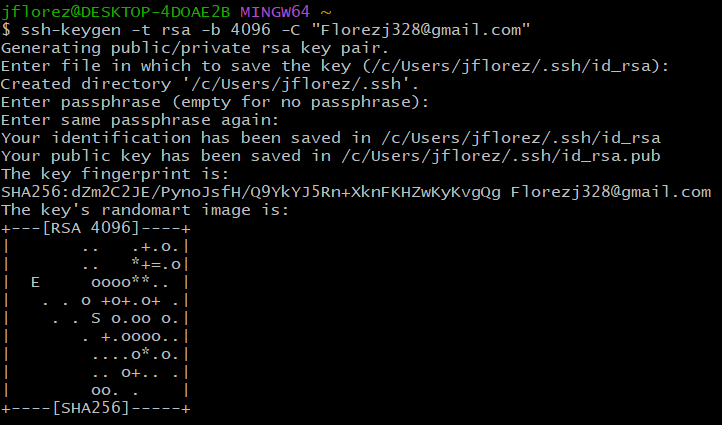 jflorez@DESKTOP-4DOAE2B MINGW64 ~
$ ssh-keygen -t rsa -b 4096 -C "Florezj328@gmail.com"
Generating public/private rsa key pair.
Enter file in which to save the key (/c/Users/jflorez/.ssh/id_rsa):
Created directory '/c/Users/jflorez/.ssh'.
Enter passphrase (empty for no passphrase):
Enter same passphrase again:
Your identification has been saved in /c/Users/jflorez/.ssh/id_rsa
Your public key has been saved in /c/Users/jflorez/.ssh/id_rsa.pub
The key fingerprint is:
SHA256:dZm2C2JE/PynoJsfH/Q9YkYJ5Rn+XknFKHZwKyKvgQg Florezj328@gmail.com
The key's randomart image is:
+---[RSA 4096]----+
|       ..  .+.o.|
|       ..  *+=.o|
|  E     oooo**.. |
|   . . o +o+.o+ .|
|    . . S o.oo o.|
|       . +.oooo..|
|        ....o*.o.|
|        .. o+.. .|
|        oo. .    |
+----[SHA256]-----+